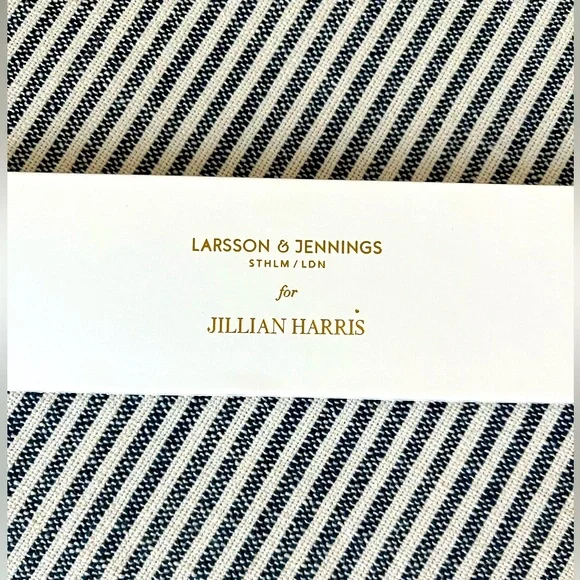 LARSSON & JENNINGS
STHLM / LDN
for
JILLIAN HARRIS